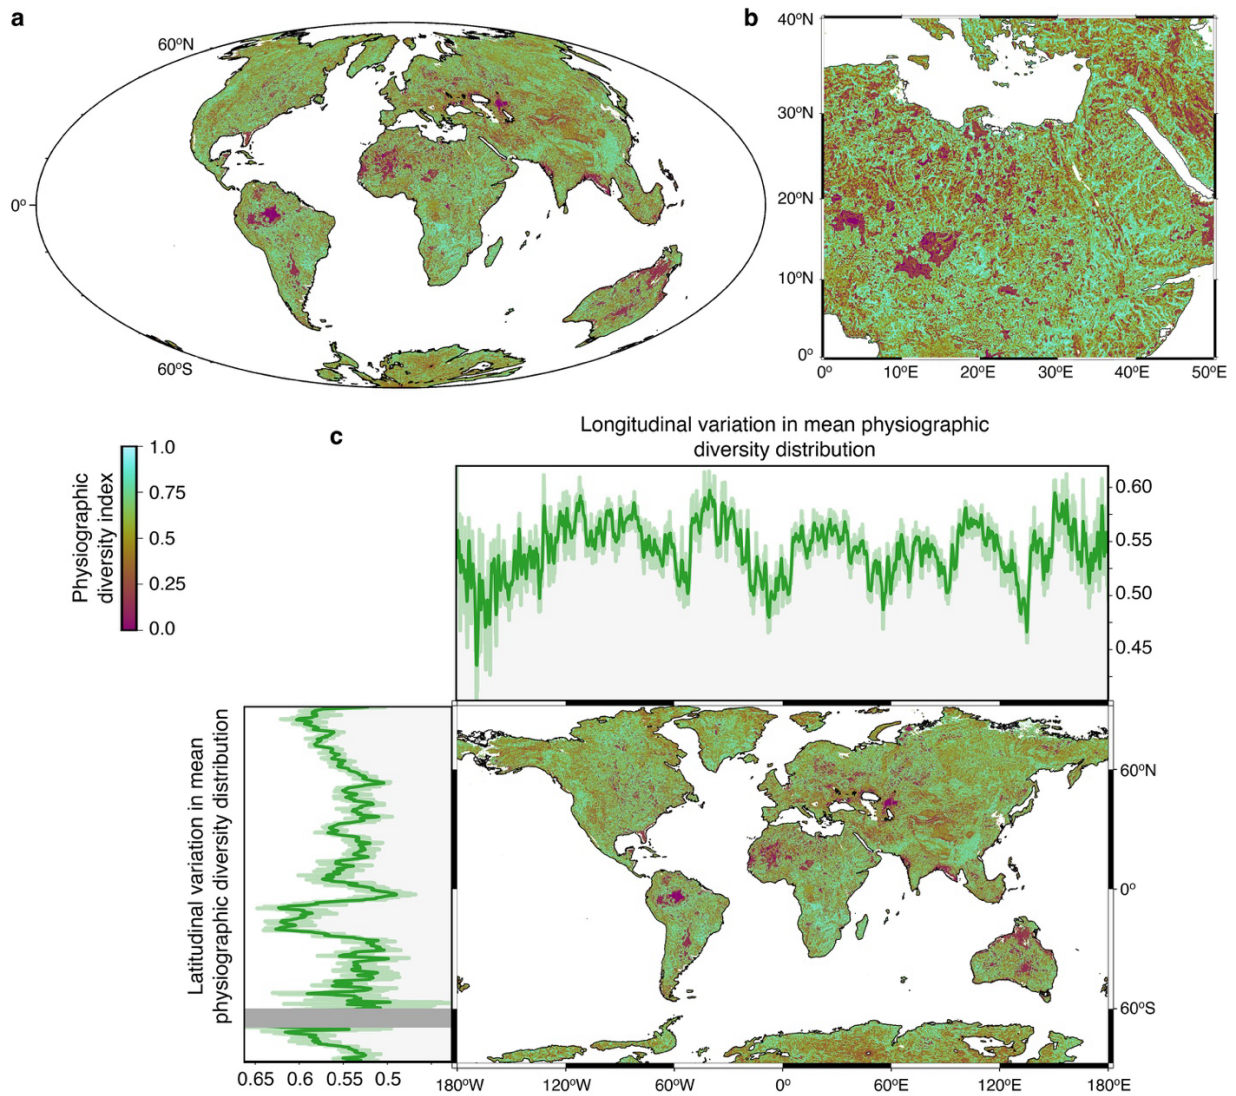 a
60ºN
0º
60ºS
b
40ºN
30ºN
20ºN
10ºN
0º
0º 10ºE 20ºE 30ºE 40ºE 50ºE
Physiographic
diversity index
1.0
0.75
0.50
0.25
0.0
c
Longitudinal variation in mean physiographic
diversity distribution
0.60
0.55
0.50
0.45
Latitudinal variation in mean
physiographic diversity distribution
0.65 0.6 0.55 0.5
60ºN
0º
60ºS
180ºW 120ºW 60ºW 0º 60ºE 120ºE 180ºE